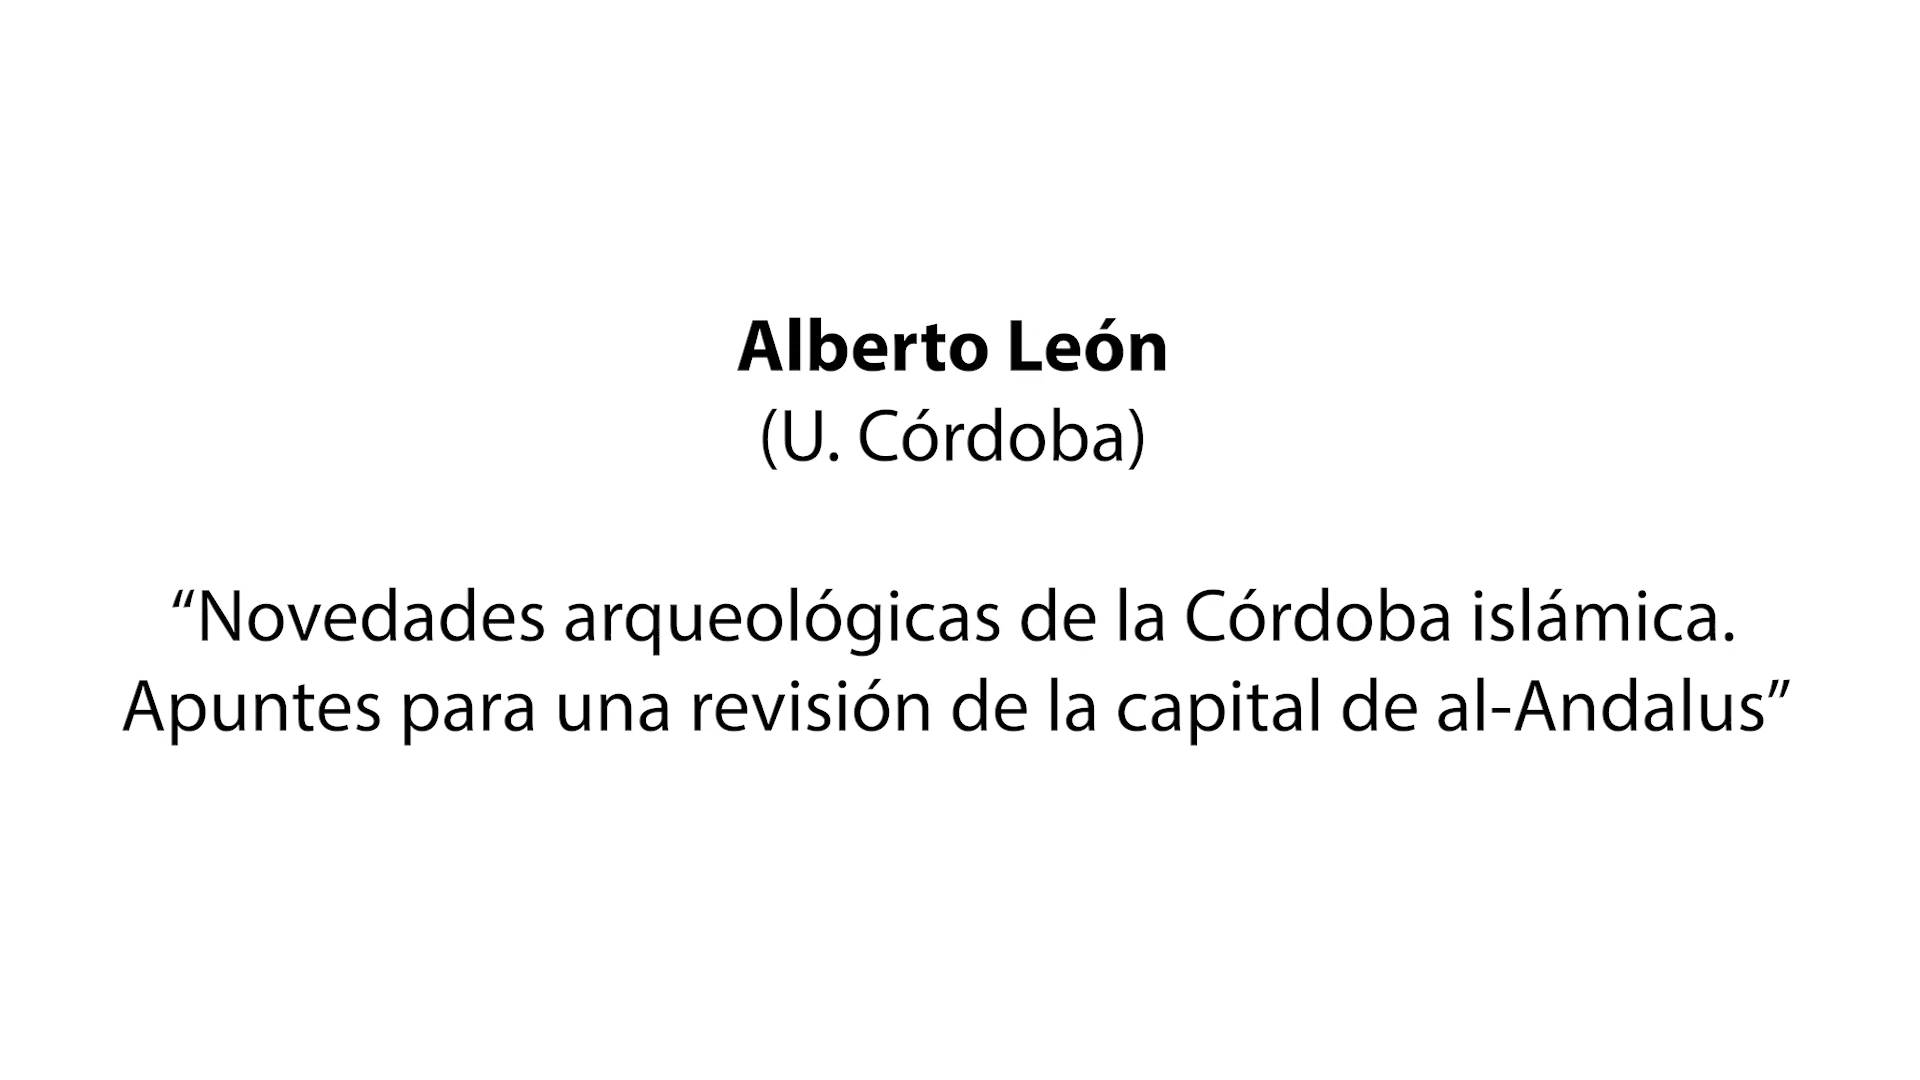 Alberto León
(U. Córdoba)
“Novedades arqueológicas de la Córdoba islámica.
Apuntes para una revisión de la capital de al-Andalus”